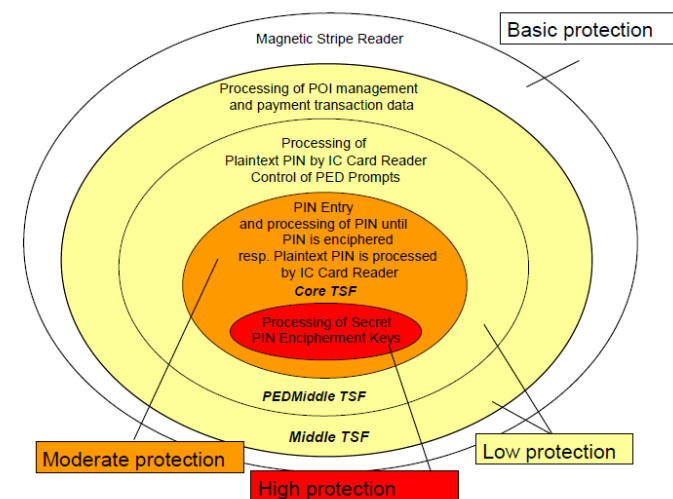 Magnetic Stripe Reader
Basic protection
Processing of POI management
and payment transaction data
Processing of
Plaintext PIN by IC Card Reader
Control of PED Prompts
PIN Entry
and processing of PIN until
PIN is enciphered
resp. Plaintext PIN is processed
by IC Card Reader
Core TSF
Processing of Secret
PIN Encipherment Keys
PEDMiddle TSF
Middle TSF
Moderate protection
Low protection
High protection